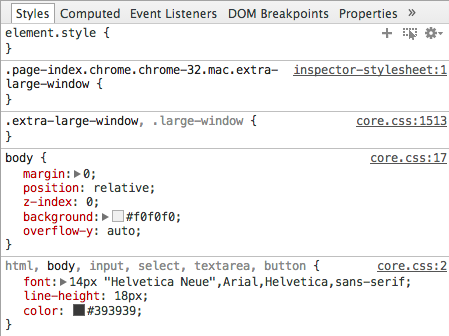 Styles Computed Event Listeners DOM Breakpoints Properties »
element.style {
}
.page-index.chrome.chrome-32.mac.extra- inspector-stylesheet:1
large-window {
}
.extra-large-window, .large-window { core.css:1513
}
body { core.css:17
margin:▶0;
position: relative;
z-index: 0;
background:▶#f0f0f0;
overflow-y: auto;
}
html, body, input, select, textarea, button { core.css:2
font:▶14px "Helvetica Neue",Arial,Helvetica,sans-serif;
line-height: 18px;
color: #393939;
}